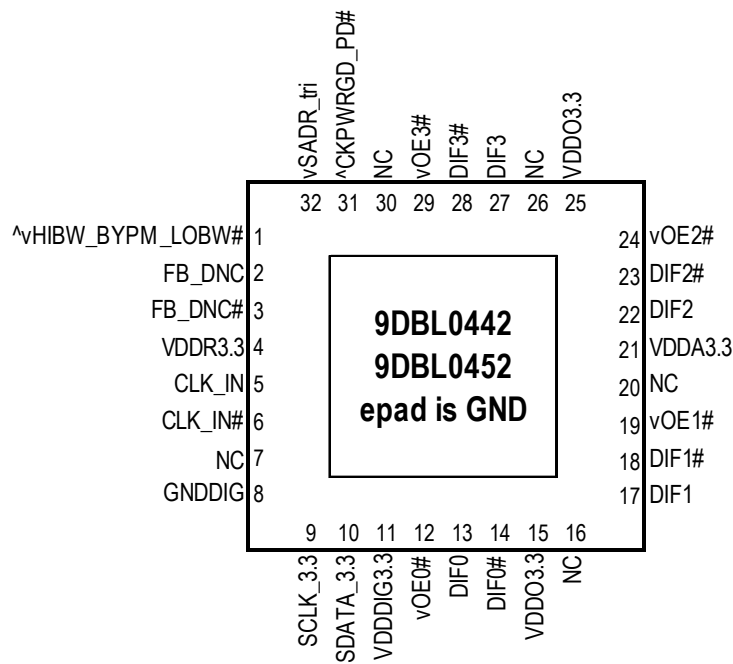 vSADR_tri
^CKPWRGD_PD#
NC
vOE3#
DIF3#
DIF3
NC
VDDO3.3
32 31 30 29 28 27 26 25
^vHIBW_BYPM_LOBW# 1
FB_DNC 2
FB_DNC# 3
VDDR3.3 4
CLK_IN 5
CLK_IN# 6
NC 7
GNDDIG 8
9DBL0442
9DBL0452
epad is GND
24 vOE2#
23 DIF2#
22 DIF2
21 VDDA3.3
20 NC
19 vOE1#
18 DIF1#
17 DIF1
9 10 11 12 13 14 15 16
SCLK_3.3
SDATA_3.3
VDDDIG3.3
vOE0#
DIF0
DIF0#
VDDO3.3
NC